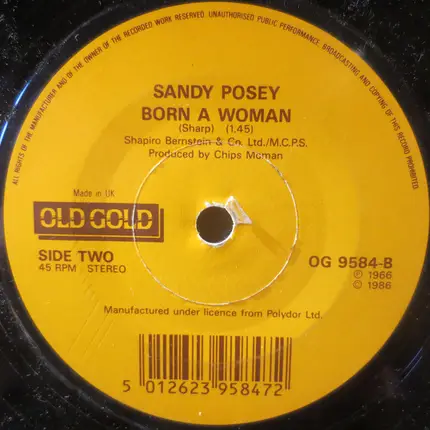 ALL RIGHTS OF THE MANUFACTURER AND OF THE OWNER OF THE RECORDED WORK RESERVED. UNAUTHORISED PUBLIC PERFORMANCE, BROADCASTING AND COPYING OF THIS RECORD PROHIBITED
SANDY POSEY
BORN A WOMAN
(Sharp) (1:45)
Shapiro Bernstein & Co. Ltd./M.C.P.S.
Produced by Chips Moman
Made in UK
OLD GOLD
SIDE TWO
45 RPM STEREO
OG 9584-B
℗ 1966
© 1986
Manufactured under licence from Polydor Ltd.
5 012623 958472